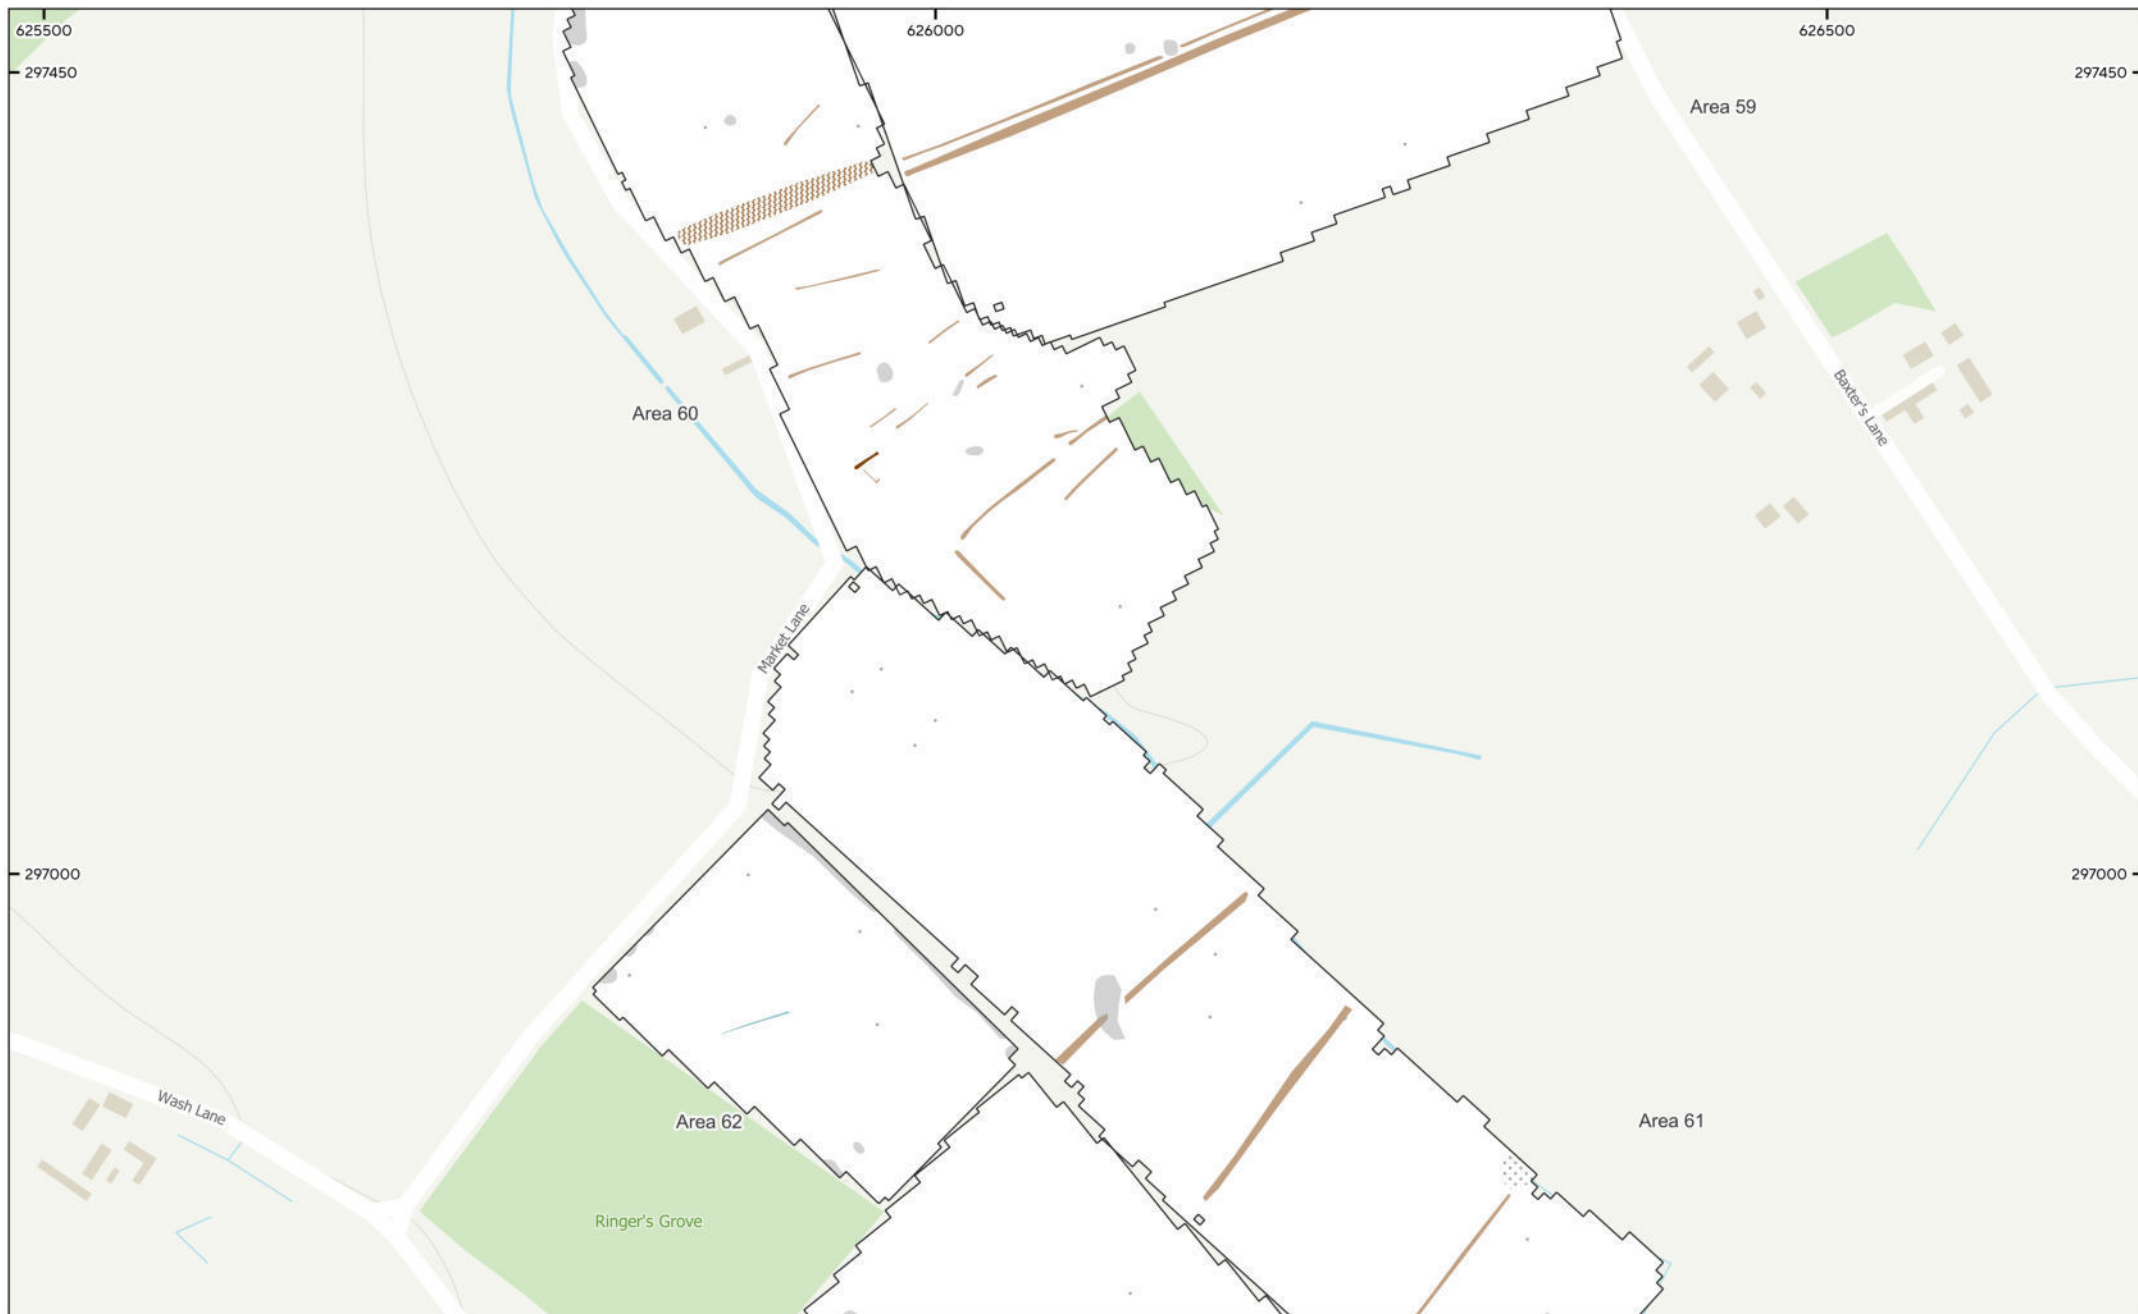 625500
626000
626500
297450
297450
Area 59
Baxter's Lane
Area 60
Market Lane
297000
297000
Wash Lane
Area 62
Area 61
Ringer's Grove